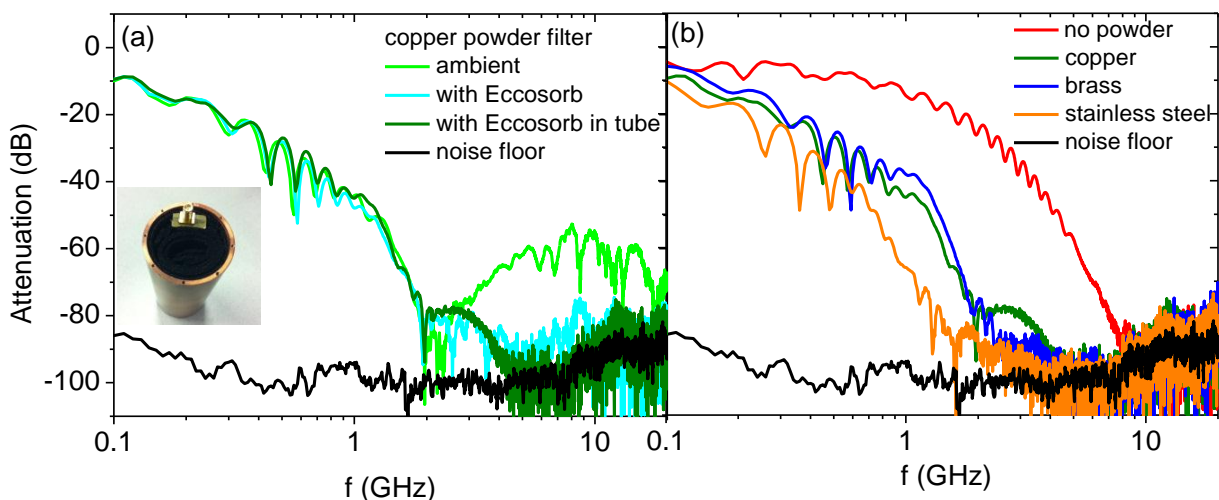 (a)
copper powder filter
ambient
with Eccosorb
with Eccosorb in tube
noise floor
0
-20
-40
-60
-80
-100
Attenuation (dB)
0.1
1
10
f (GHz)
(b)
no powder
copper
brass
stainless steel
noise floor
0.1
1
10
f (GHz)